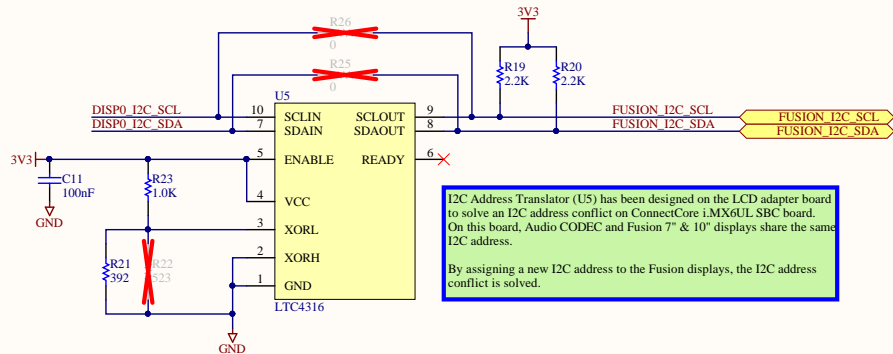 R26
0
R25
0
3V3
R19
2.2K
R20
2.2K
U5
DISP0_I2C_SCL
DISP0_I2C_SDA
10
7
SCLIN
SDAIN
SCLOUT
SDAOUT
9
8
FUSION_I2C_SCL
FUSION_I2C_SDA
FUSION_I2C_SCL
FUSION_I2C_SDA
3V3
5
ENABLE
READY
6
C11
100nF
GND
R23
1.0K
4
VCC
3
XORL
2
XORH
1
GND
R21
392
R22
523
LTC4316
GND
I2C Address Translator (U5) has been designed on the LCD adapter board
to solve an I2C address conflict on ConnectCore i.MX6UL SBC board.
On this board, Audio CODEC and Fusion 7" & 10" displays share the same
I2C address.
By assigning a new I2C address to the Fusion displays, the I2C address
conflict is solved.